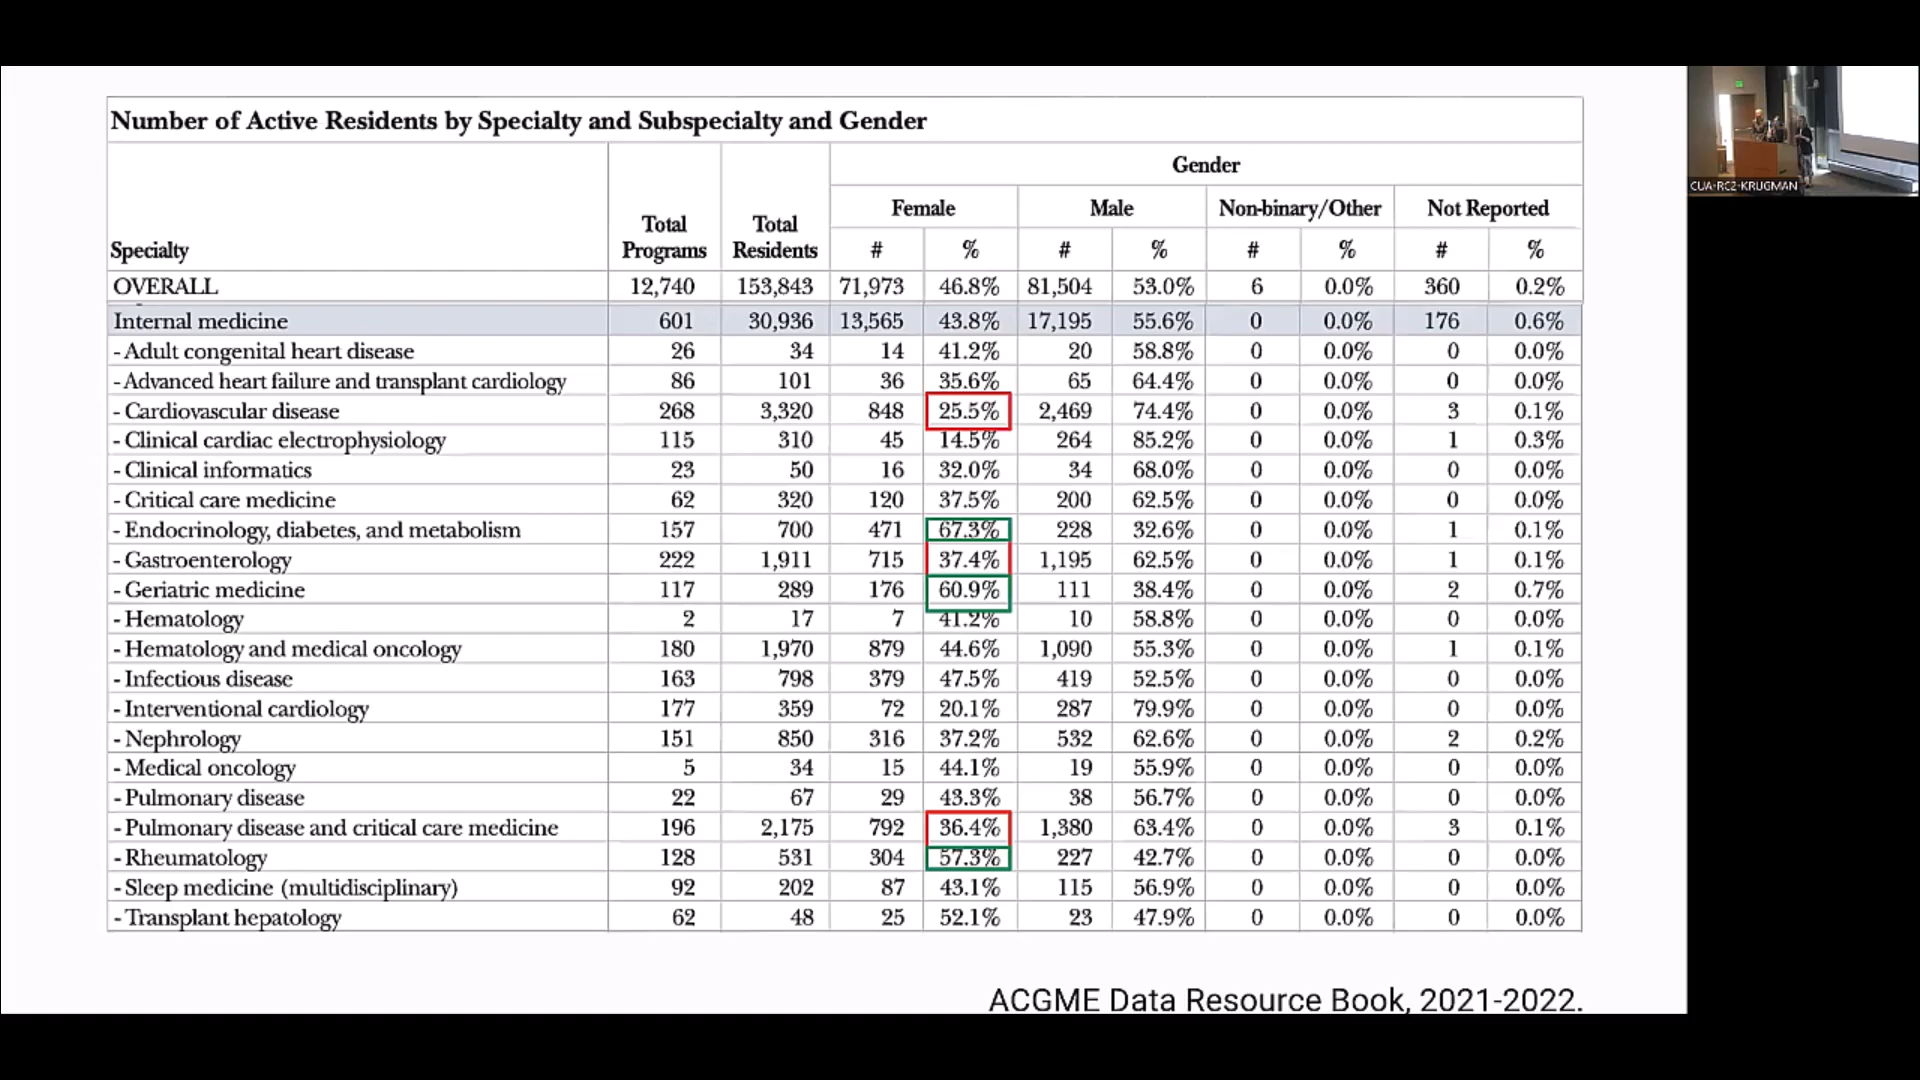 Number of Active Residents by Specialty and Subspecialty and Gender
Gender
Female Male Non-binary/Other Not Reported
Specialty Total Programs Total Residents # % # % # % # %
OVERALL 12,740 153,843 71,973 46.8% 81,504 53.0% 6 0.0% 360 0.2%
Internal medicine 601 30,936 13,565 43.8% 17,195 55.6% 0 0.0% 176 0.6%
- Adult congenital heart disease 26 34 14 41.2% 20 58.8% 0 0.0% 0 0.0%
- Advanced heart failure and transplant cardiology 86 101 36 35.6% 65 64.4% 0 0.0% 0 0.0%
- Cardiovascular disease 268 3,320 848 25.5% 2,469 74.4% 0 0.0% 3 0.1%
- Clinical cardiac electrophysiology 115 310 45 14.5% 264 85.2% 0 0.0% 1 0.3%
- Clinical informatics 23 50 16 32.0% 34 68.0% 0 0.0% 0 0.0%
- Critical care medicine 62 320 120 37.5% 200 62.5% 0 0.0% 0 0.0%
- Endocrinology, diabetes, and metabolism 157 700 471 67.3% 228 32.6% 0 0.0% 1 0.1%
- Gastroenterology 222 1,911 715 37.4% 1,195 62.5% 0 0.0% 1 0.1%
- Geriatric medicine 117 289 176 60.9% 111 38.4% 0 0.0% 2 0.7%
- Hematology 2 17 7 41.2% 10 58.8% 0 0.0% 0 0.0%
- Hematology and medical oncology 180 1,970 879 44.6% 1,090 55.3% 0 0.0% 1 0.1%
- Infectious disease 163 798 379 47.5% 419 52.5% 0 0.0% 0 0.0%
- Interventional cardiology 177 359 72 20.1% 287 79.9% 0 0.0% 0 0.0%
- Nephrology 151 850 316 37.2% 532 62.6% 0 0.0% 2 0.2%
- Medical oncology 5 34 15 44.1% 19 55.9% 0 0.0% 0 0.0%
- Pulmonary disease 22 67 29 43.3% 38 56.7% 0 0.0% 0 0.0%
- Pulmonary disease and critical care medicine 196 2,175 792 36.4% 1,380 63.4% 0 0.0% 3 0.1%
- Rheumatology 128 531 304 57.3% 227 42.7% 0 0.0% 0 0.0%
- Sleep medicine (multidisciplinary) 92 202 87 43.1% 115 56.9% 0 0.0% 0 0.0%
- Transplant hepatology 62 48 25 52.1% 23 47.9% 0 0.0% 0 0.0%
ACGME Data Resource Book, 2021-2022.
CUA-RC2-KRUGMAN